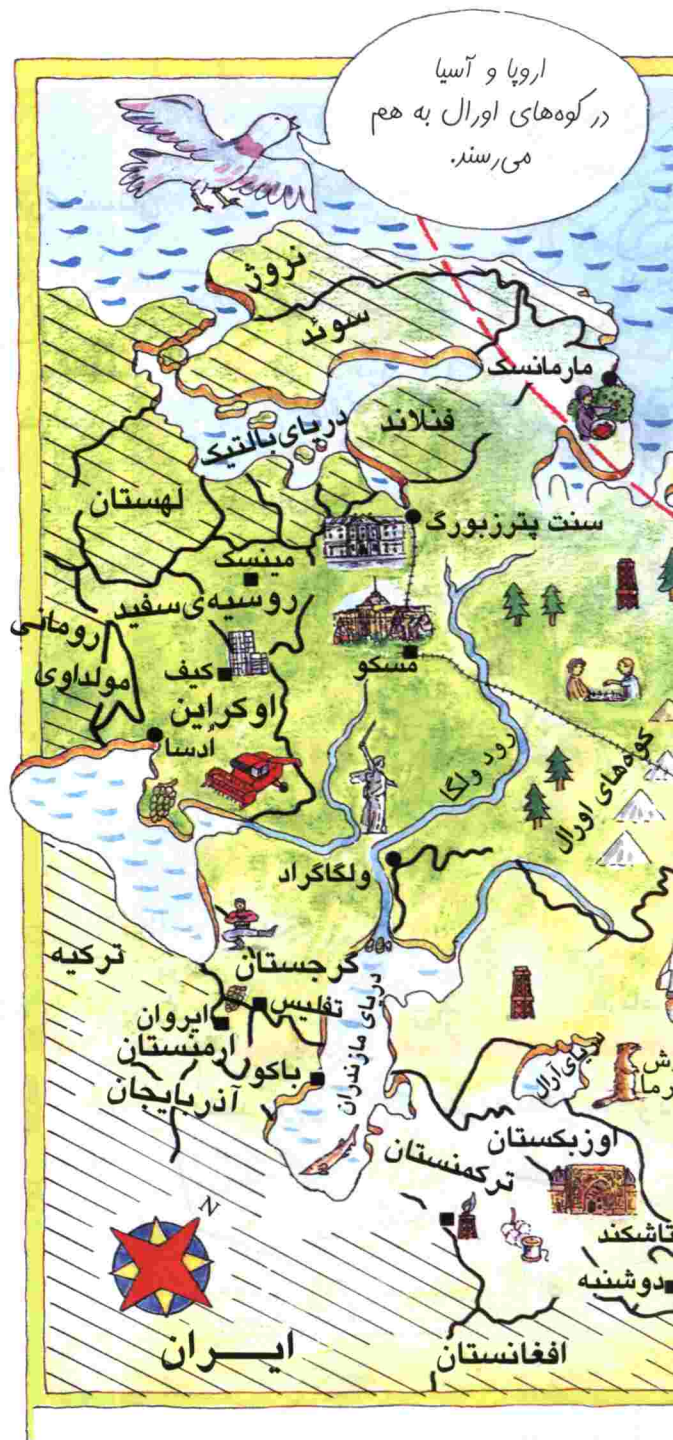 اروپا و آسیا
در کوه‌های اورال به هم
می‌رسند.
نروژ
سوئد
مارمانسک
فنلاند
دریای بالتیک
لهستان
سنت پترزبورگ
مینسک
روسیه‌ی سفید
رومانی
مولداوی
کیف
اوکراین
اُدسا
مسکو
رود ولگا
کوه‌های اورال
ولگاگراد
ترکیه
گرجستان
تفلیس
ایروان
ارمنستان
باکو
آذربایجان
دریای مازندران
دریای آرال
اوزبکستان
ترکمنستان
تاشکند
دوشنبه
N
ایـــران
افغانستان